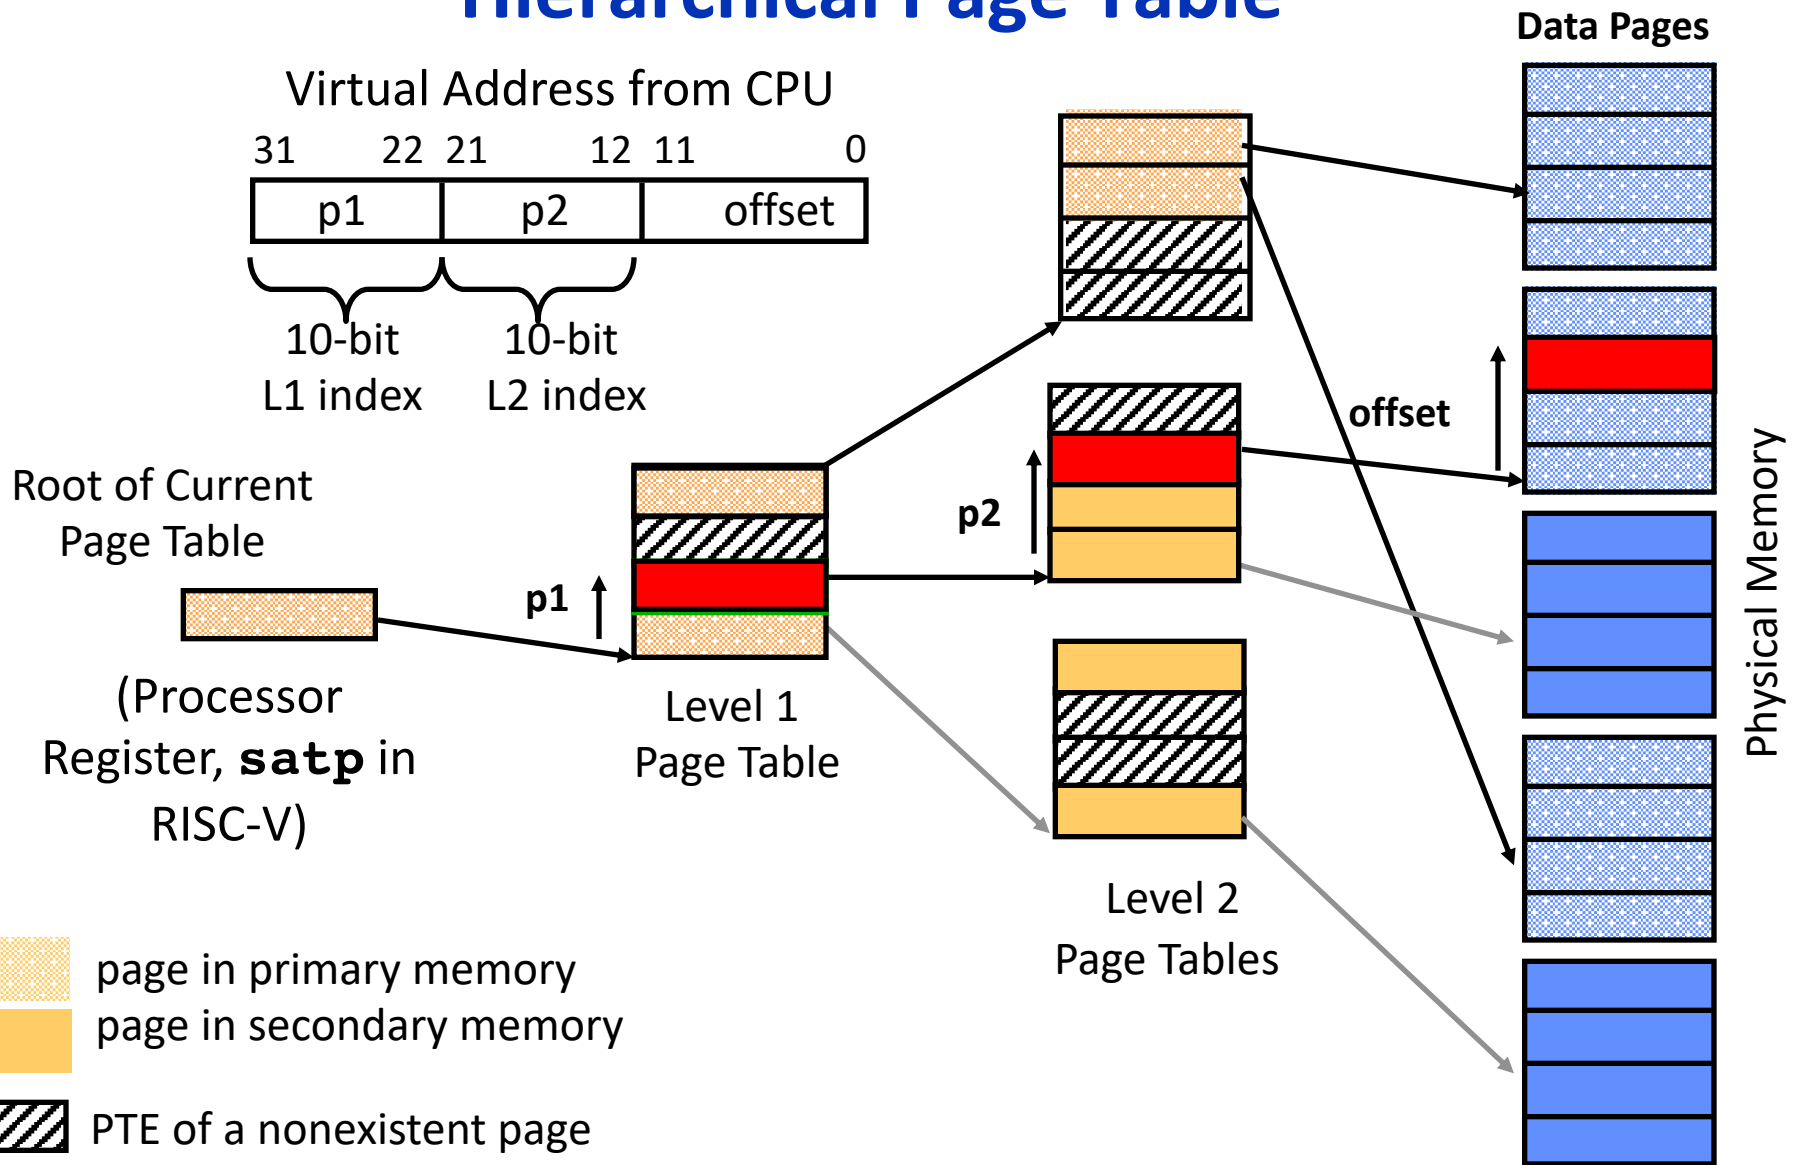 Hierarchical Page Table
Data Pages
Virtual Address from CPU
31 22 21 12 11 0
p1 p2 offset
10-bit
L1 index
10-bit
L2 index
Root of Current
Page Table
(Processor
Register, satp in
RISC-V)
p1
Level 1
Page Table
p2
Level 2
Page Tables
offset
Physical Memory
page in primary memory
page in secondary memory
PTE of a nonexistent page